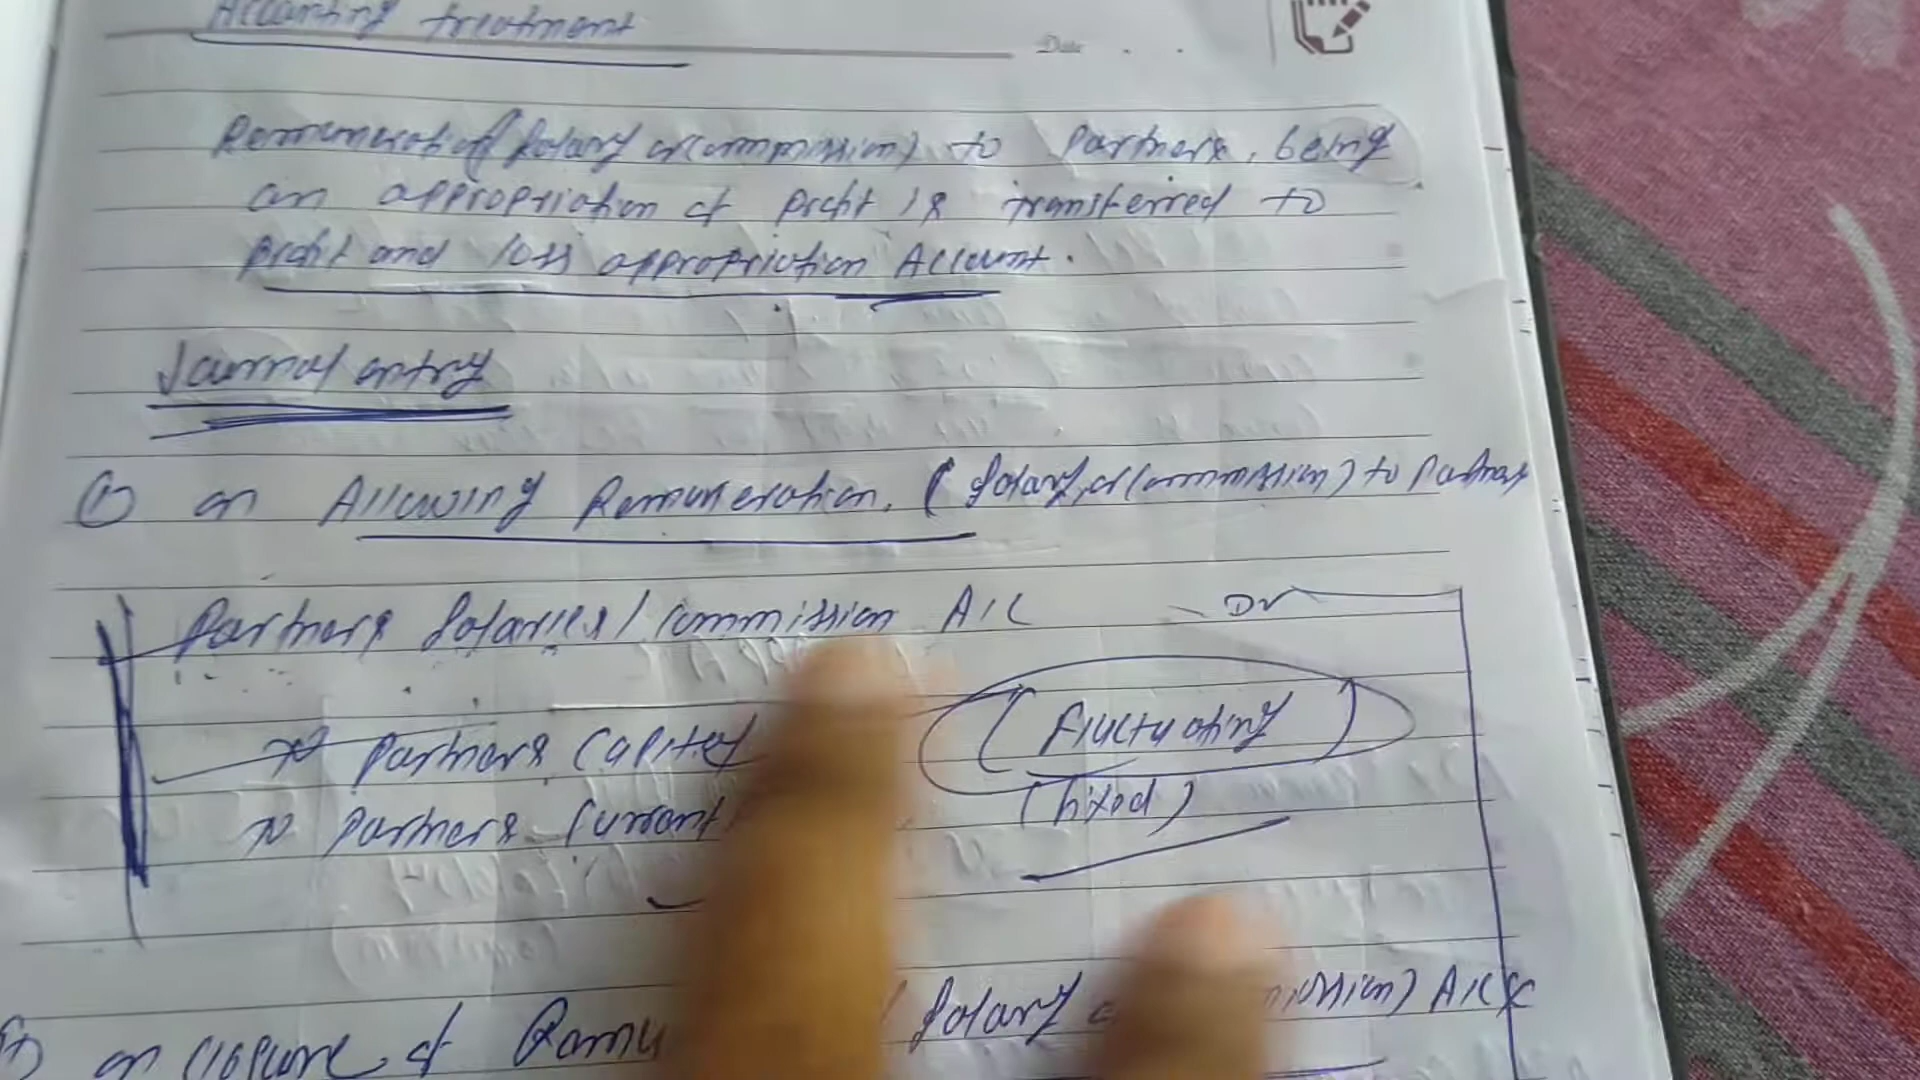 Accounting treatment
Date
Remuneration (Salary or Commission) to Partners, being
an appropriation of profit is transferred to
profit and loss appropriation Account.
Journal entry
① on Allowing Remuneration. (Salary or Commission) to Partners
Partners Salaries / Commission A/c Dr
To Partners Capital (Fluctuating)
To Partners Current (fixed)
on closure of Salary A/c